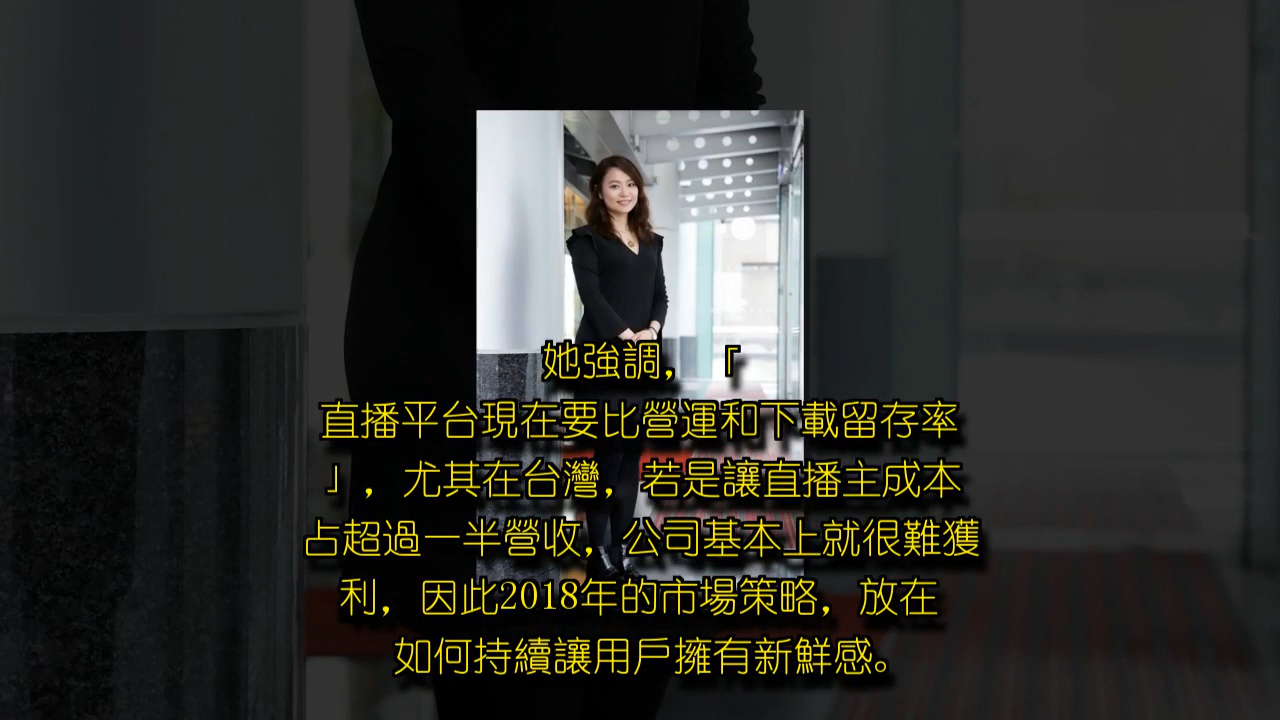 她強調，「
直播平台現在要比營運和下載留存率
」，尤其在台灣，若是讓直播主成本
占超過一半營收，公司基本上就很難獲
利，因此2018年的市場策略，放在
如何持續讓用戶擁有新鮮感。